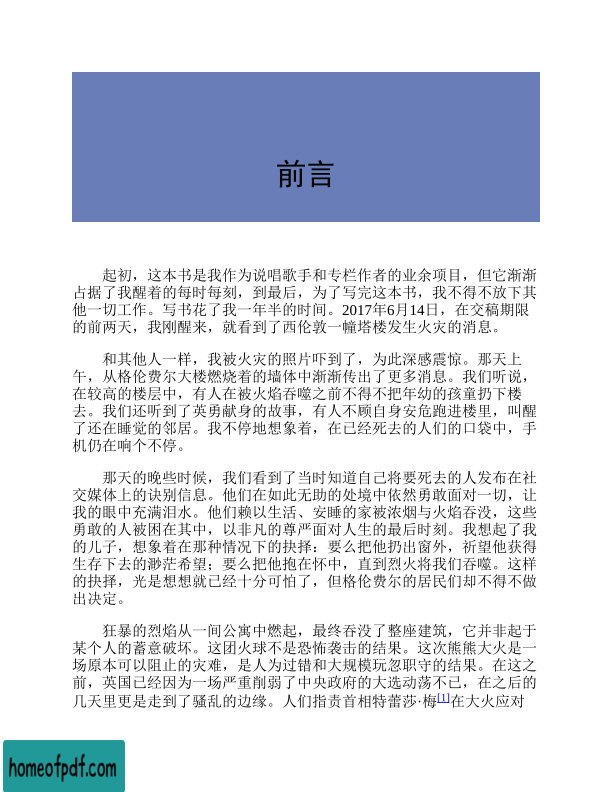 前言
起初，这本书是我作为说唱歌手和专栏作者的业余项目，但它渐渐
占据了我醒着的每时每刻，到最后，为了写完这本书，我不得不放下其
他一切工作。写书花了我一年半的时间。2017年6月14日，在交稿期限
的前两天，我刚醒来，就看到了西伦敦一幢塔楼发生火灾的消息。
和其他人一样，我被火灾的照片吓到了，为此深感震惊。那天上
午，从格伦费尔大楼燃烧着的墙体中渐渐传出了更多消息。我们听说，
在较高的楼层中，有人在被火焰吞噬之前不得不把年幼的孩童扔下楼
去。我们还听到了英勇献身的故事，有人不顾自身安危跑进楼里，叫醒
了还在睡觉的邻居。我不停地想象着，在已经死去的人们的口袋中，手
机仍在响个不停。
那天的晚些时候，我们看到了当时知道自己将要死去的人发布在社
交媒体上的诀别信息。他们在如此无助的处境中依然勇敢面对一切，让
我的眼中充满泪水。他们赖以生活、安睡的家被浓烟与火焰吞没，这些
勇敢的人被困在其中，以非凡的尊严面对人生的最后时刻。我想起了我
的儿子，想象着在那种情况下的抉择：要么把他扔出窗外，祈望他获得
生存下去的渺茫希望；要么把他抱在怀中，直到烈火将我们吞噬。这样
的抉择，光是想想就已经十分可怕了，但格伦费尔的居民们却不得不做
出决定。
狂暴的烈焰从一间公寓中燃起，最终吞没了整座建筑，它并非起于
某个人的蓄意破坏。这团火球不是恐怖袭击的结果。这次熊熊大火是一
场原本可以阻止的灾难，是人为过错和大规模玩忽职守的结果。在这之
前，英国已经因为一场严重削弱了中央政府的大选动荡不已，在之后的
几天里更是走到了骚乱的边缘。人们指责首相特蕾莎·梅[1]在大火应对
homeofpdf.com